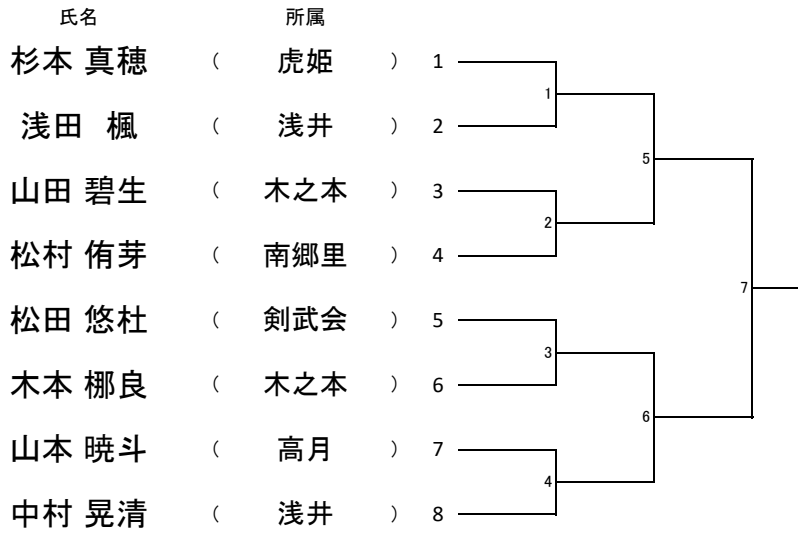 氏名 所属
杉本 真穂 ( 虎姫 ) 1
1
浅田 楓 ( 浅井 ) 2
5
山田 碧生 ( 木之本 ) 3
2
松村 侑芽 ( 南郷里 ) 4
7
松田 悠杜 ( 剣武会 ) 5
3
木本 梛良 ( 木之本 ) 6
6
山本 暁斗 ( 高月 ) 7
4
中村 晃清 ( 浅井 ) 8